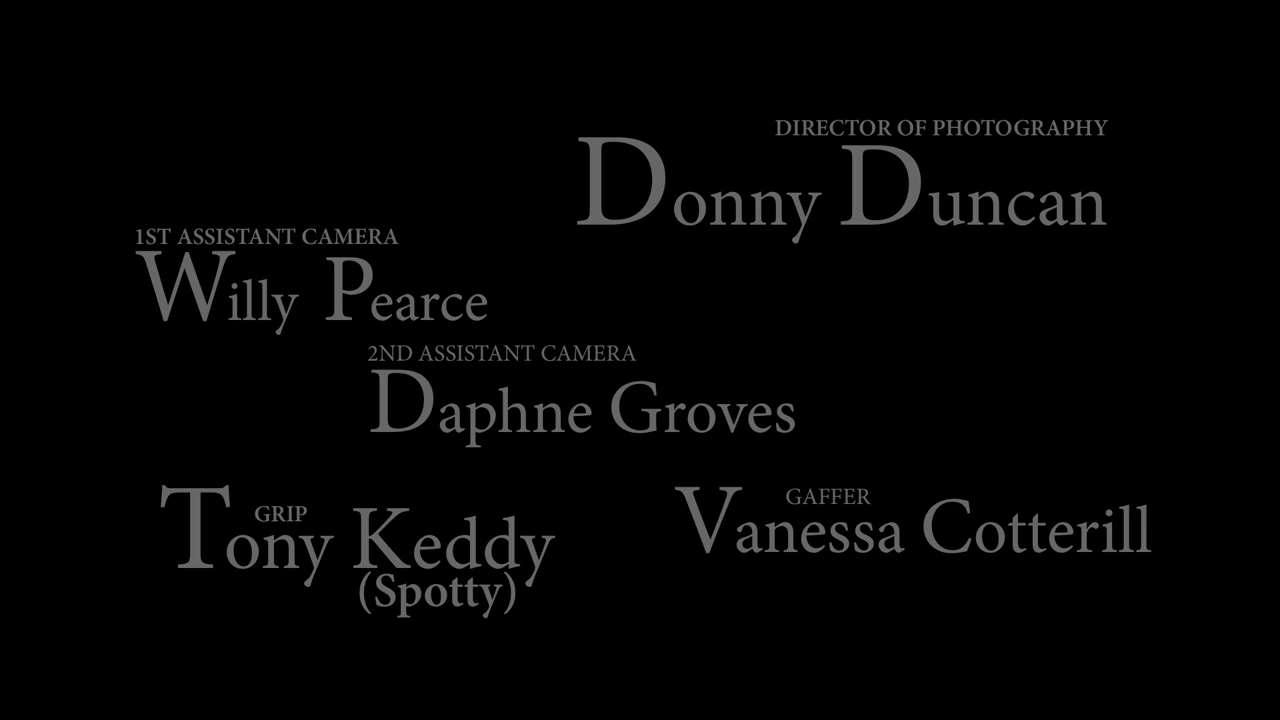 DIRECTOR OF PHOTOGRAPHY
Donny Duncan
1ST ASSISTANT CAMERA
Willy Pearce
2ND ASSISTANT CAMERA
Daphne Groves
GRIP
Tony Keddy
(Spotty)
GAFFER
Vanessa Cotterill